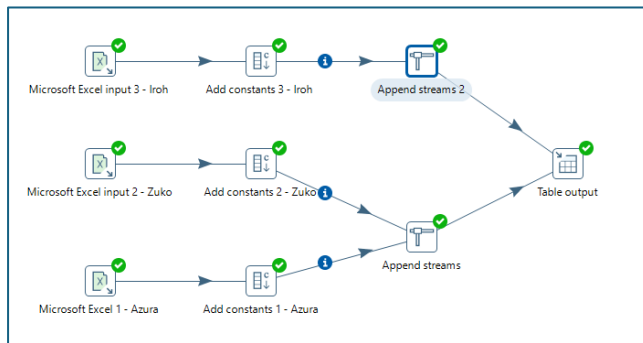 Microsoft Excel input 3 - Iroh
Add constants 3 - Iroh
Append streams 2
Microsoft Excel input 2 - Zuko
Add constants 2 - Zuko
Table output
Append streams
Microsoft Excel 1 - Azura
Add constants 1 - Azura